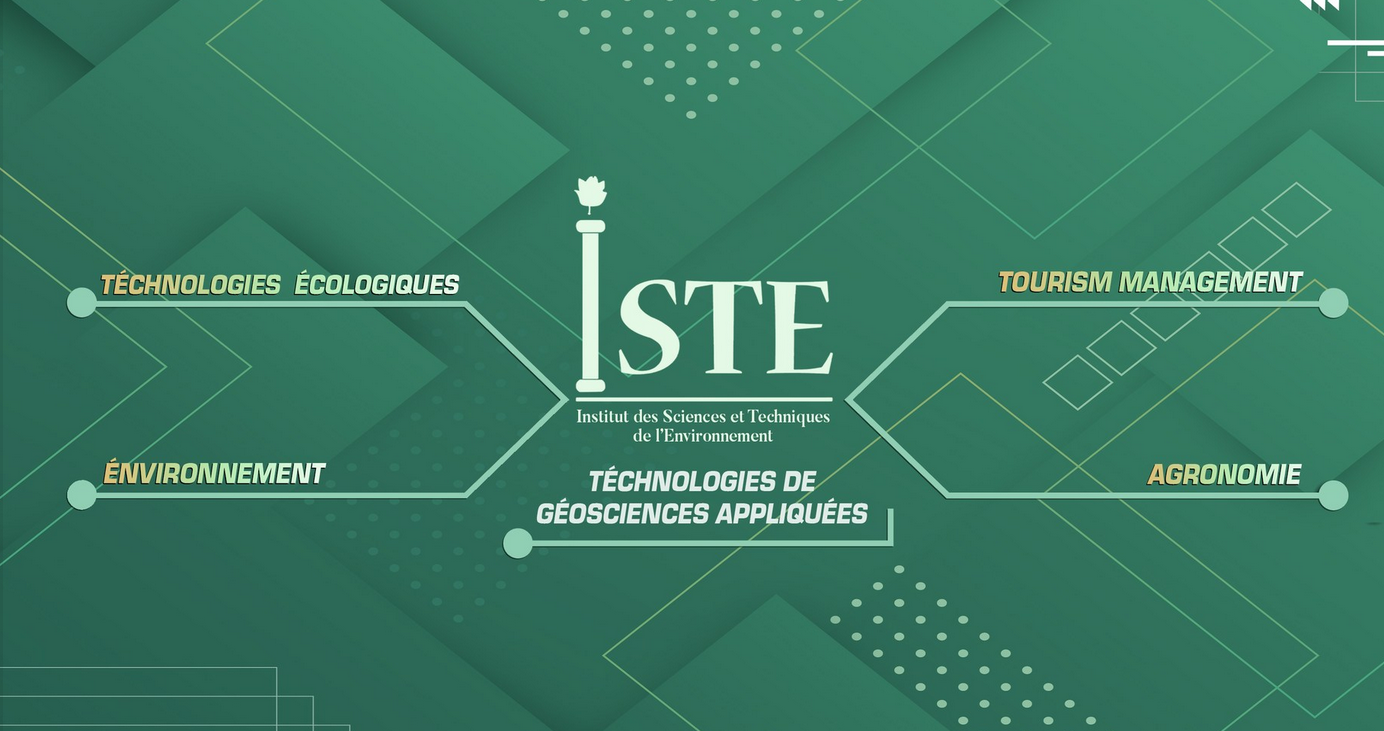 TÉCHNOLOGIES ÉCOLOGIQUES
ÉNVIRONNEMENT
ISTE
Institut des Sciences et Techniques
de l'Environnement
TÉCHNOLOGIES DE
GÉOSCIENCES APPLIQUÉES
TOURISM MANAGEMENT
AGRONOMIE